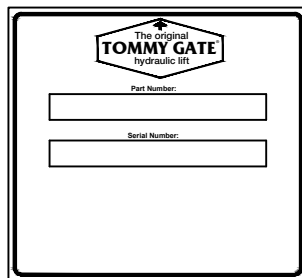 The original
TOMMY GATE®
hydraulic lift
Part Number:
Serial Number: